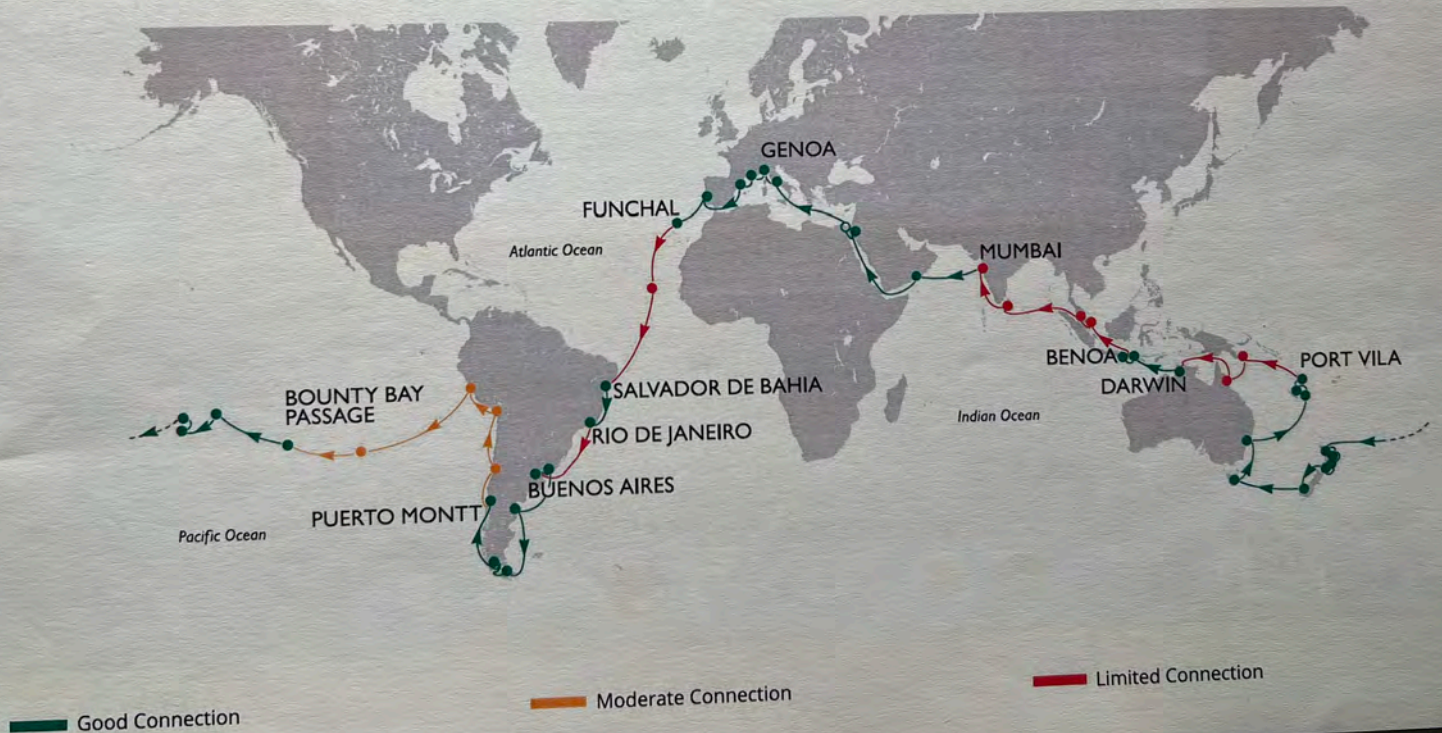 GENOA
FUNCHAL
Atlantic Ocean
MUMBAI
BENOA
PORT VILA
DARWIN
SALVADOR DE BAHIA
BOUNTY BAY
PASSAGE
Indian Ocean
RIO DE JANEIRO
BUENOS AIRES
PUERTO MONTT
Pacific Ocean
Limited Connection
Moderate Connection
Good Connection